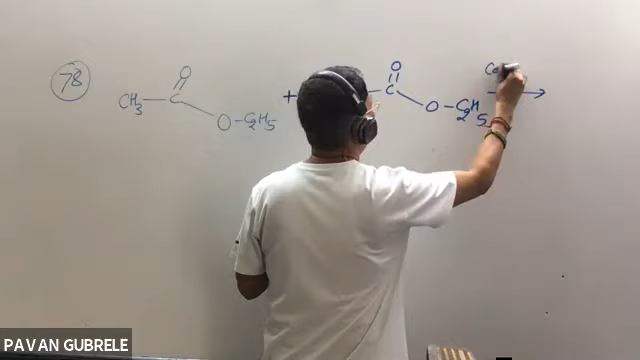 78
CH3 — C — O — C2H5
O
+
C — O — C2H5
O
PAVAN GUBRELE